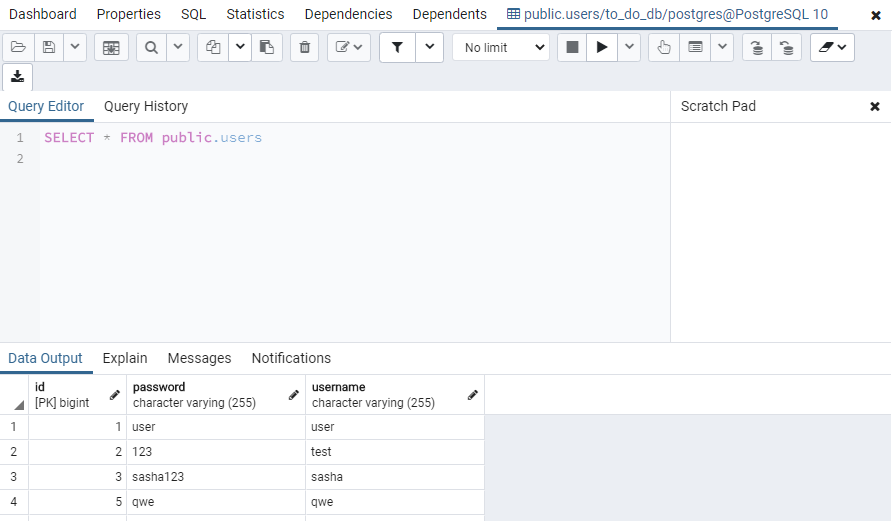 Dashboard Properties SQL Statistics Dependencies Dependents public.users/to_do_db/postgres@PostgreSQL 10
No limit
Query Editor Query History Scratch Pad
1 SELECT * FROM public.users
2
Data Output Explain Messages Notifications
id password username
[PK] bigint character varying (255) character varying (255)
1 1 user user
2 2 123 test
3 3 sasha123 sasha
4 5 qwe qwe